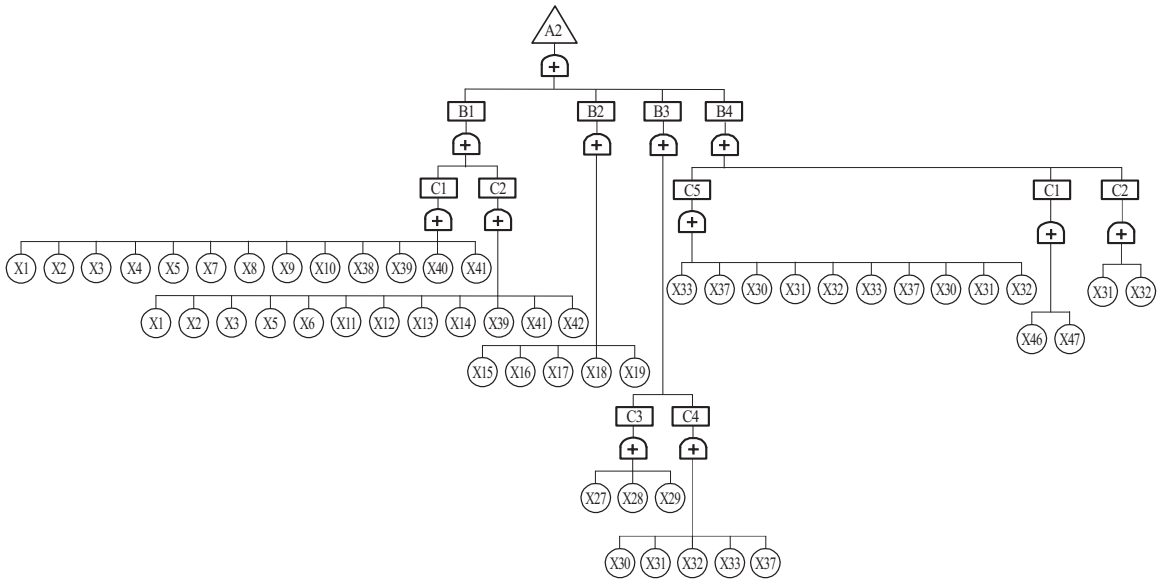 A2
+
B1 B2 B3 B4
+ + + +
C1 C2 C5 C1 C2
+ + + + +
X1 X2 X3 X4 X5 X7 X8 X9 X10 X38 X39 X40 X41
X33 X37 X30 X31 X32 X33 X37 X30 X31 X32
X31 X32
X1 X2 X3 X5 X6 X11 X12 X13 X14 X39 X41 X42
X46 X47
X15 X16 X17 X18 X19
C3 C4
+ +
X27 X28 X29
X30 X31 X32 X33 X37